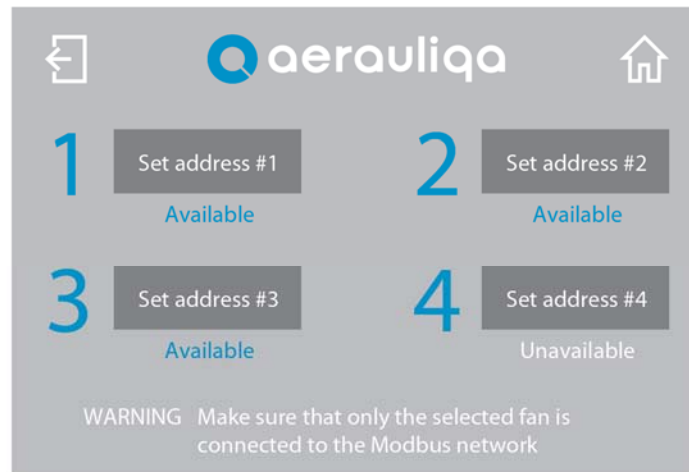 aerauliqa
1 Set address #1
Available
2 Set address #2
Available
3 Set address #3
Available
4 Set address #4
Unavailable
WARNING Make sure that only the selected fan is
connected to the Modbus network